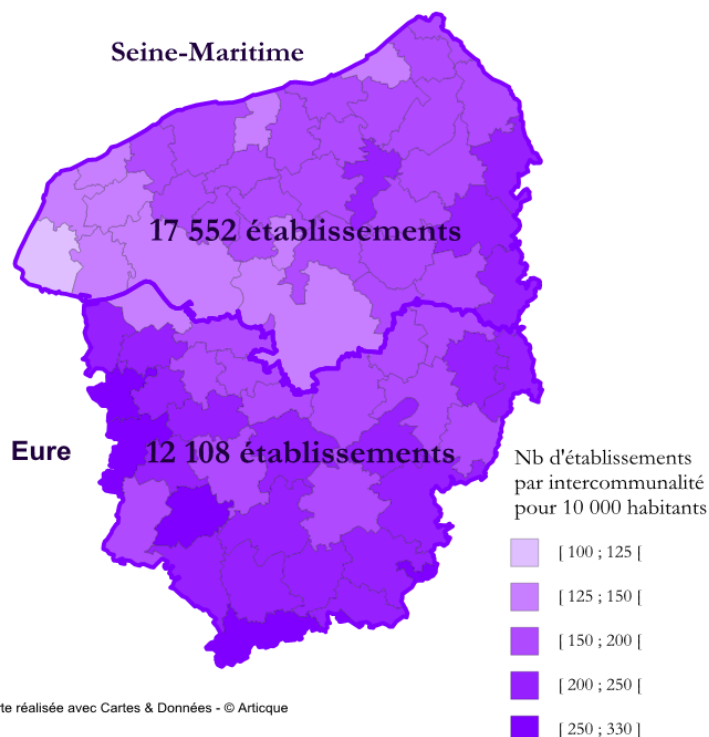 Seine-Maritime
17 552 établissements
Eure
12 108 établissements
Nb d'établissements
par intercommunalité
pour 10 000 habitants
[ 100 ; 125 [
[ 125 ; 150 [
[ 150 ; 200 [
[ 200 ; 250 [
[ 250 ; 330 ]
te réalisée avec Cartes & Données - © Articque